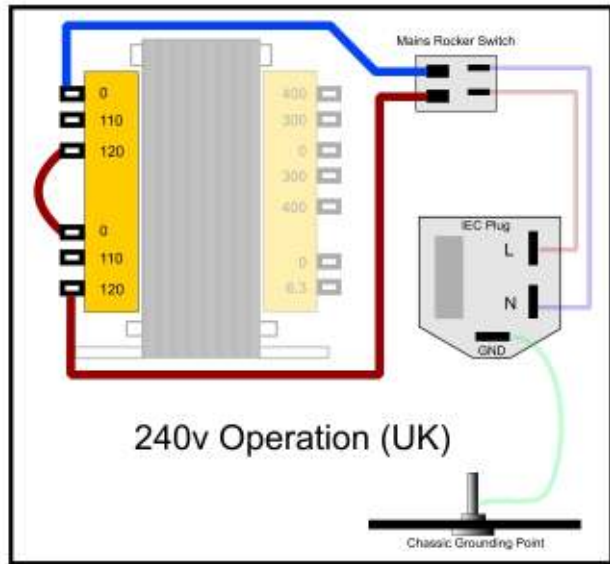 Mains Rocker Switch
0
110
120
0
110
120
400
300
0
300
400
0
6.3
IEC Plug
L
N
GND
240v Operation (UK)
Chassic Grounding Point